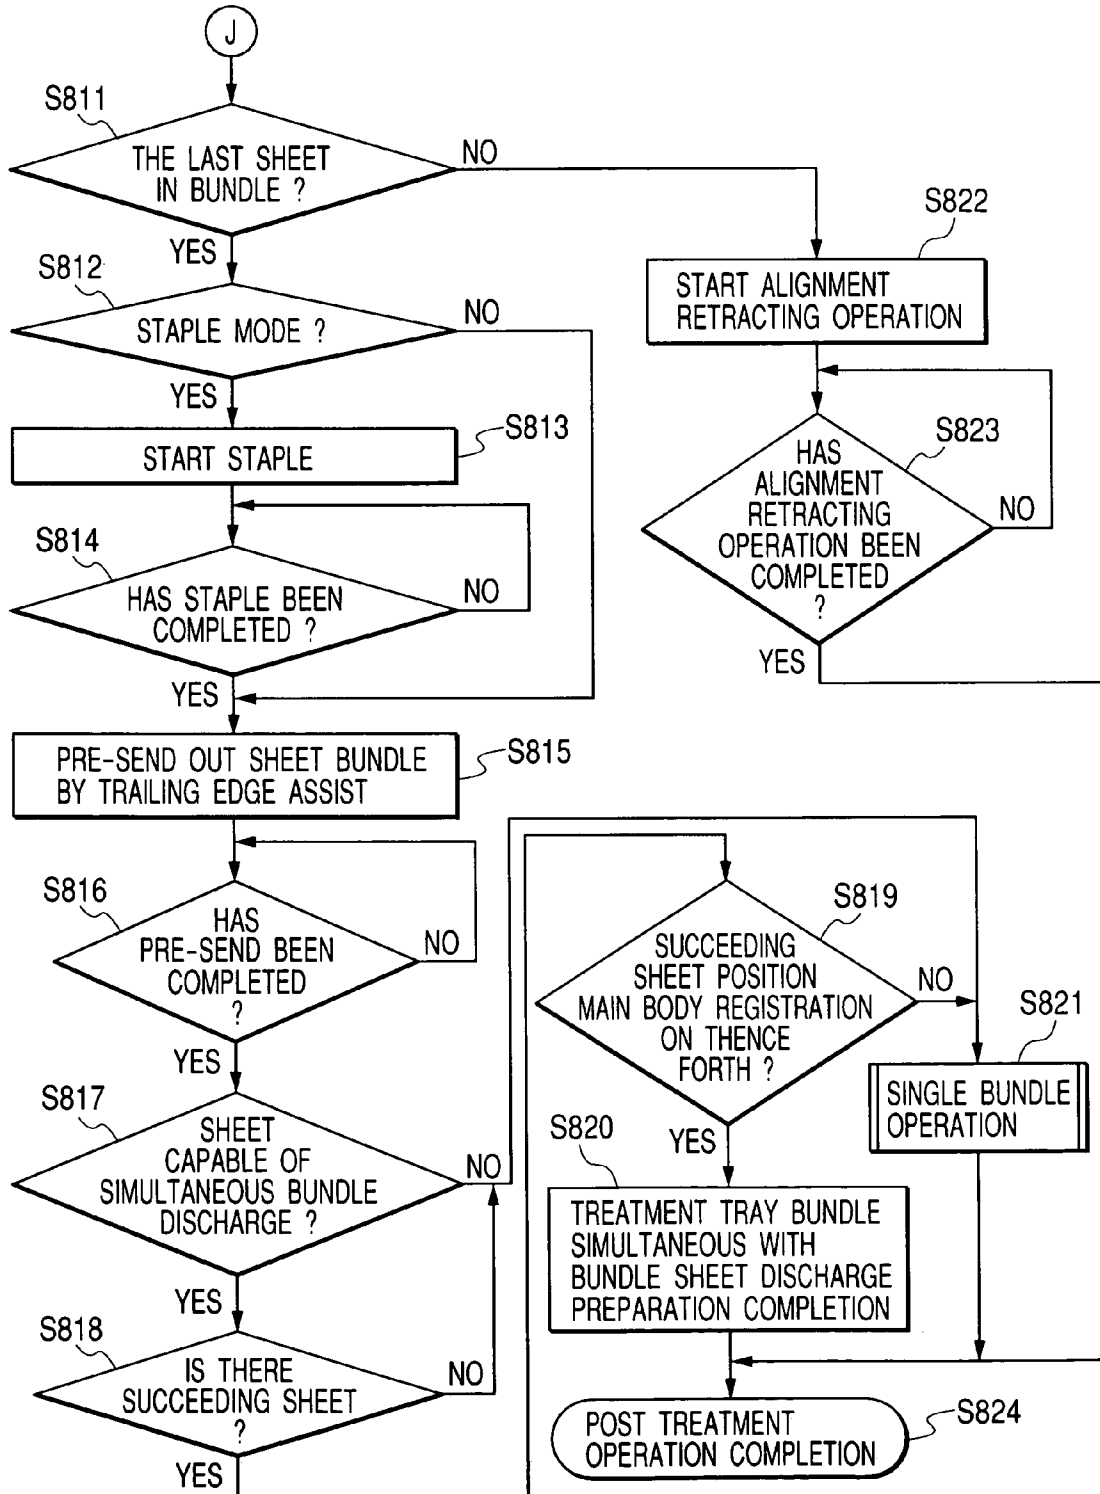 J
S811
THE LAST SHEET
IN BUNDLE ?
NO
YES
S812
STAPLE MODE ?
NO
YES
START STAPLE
S813
S814
HAS STAPLE BEEN
COMPLETED ?
NO
YES
PRE-SEND OUT SHEET BUNDLE
BY TRAILING EDGE ASSIST
S815
S816
HAS
PRE-SEND BEEN
COMPLETED
?
NO
YES
S817
SHEET
CAPABLE OF
SIMULTANEOUS BUNDLE
DISCHARGE ?
NO
YES
S818
IS THERE
SUCCEEDING SHEET
?
NO
YES
S822
START ALIGNMENT
RETRACTING OPERATION
S823
HAS
ALIGNMENT
RETRACTING
OPERATION BEEN
COMPLETED
?
NO
YES
S819
SUCCEEDING
SHEET POSITION
MAIN BODY REGISTRATION
ON THENCE
FORTH ?
NO
YES
S821
SINGLE BUNDLE
OPERATION
S820
TREATMENT TRAY BUNDLE
SIMULTANEOUS WITH
BUNDLE SHEET DISCHARGE
PREPARATION COMPLETION
POST TREATMENT
OPERATION COMPLETION
S824